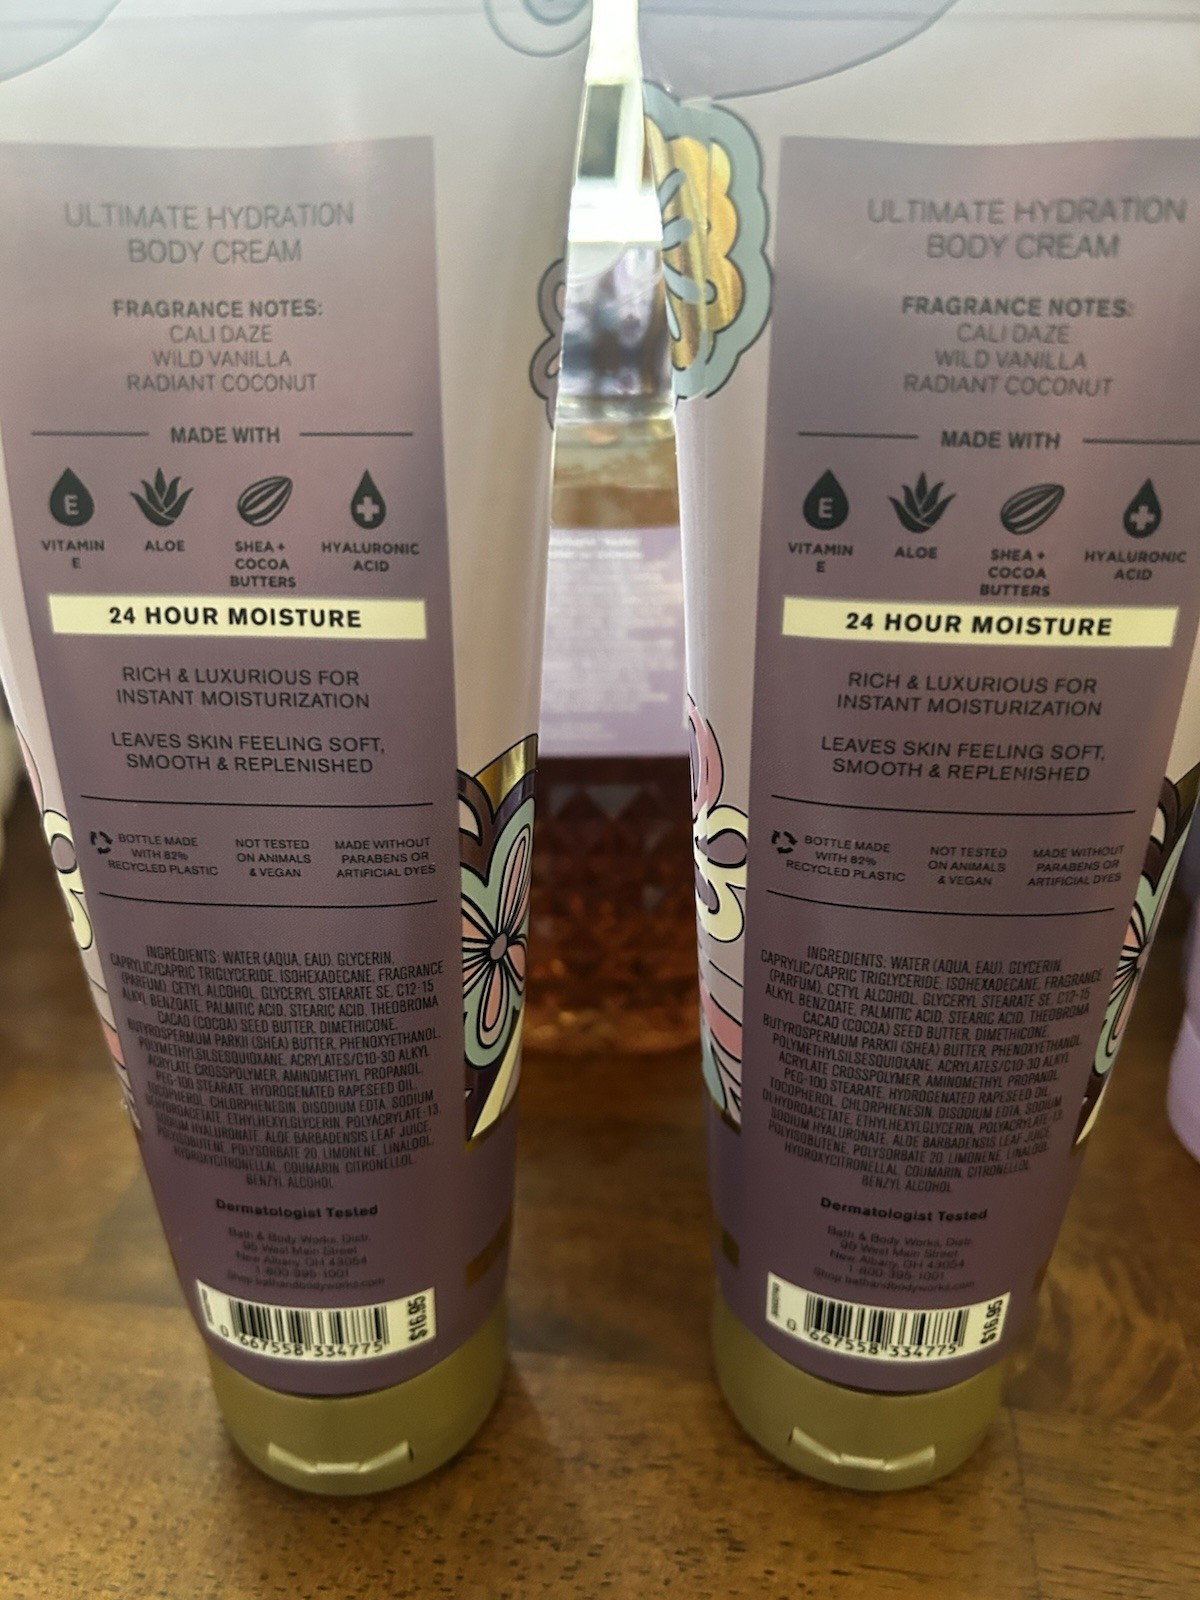 ULTIMATE HYDRATION
BODY CREAM
FRAGRANCE NOTES:
CALI DAZE
WILD VANILLA
RADIANT COCONUT
MADE WITH
E
VITAMIN
E
ALOE
SHEA +
COCOA
BUTTERS
HYALURONIC
ACID
24 HOUR MOISTURE
RICH & LUXURIOUS FOR
INSTANT MOISTURIZATION
LEAVES SKIN FEELING SOFT,
SMOOTH & REPLENISHED
BOTTLE MADE
WITH 82%
RECYCLED PLASTIC
NOT TESTED
ON ANIMALS
& VEGAN
MADE WITHOUT
PARABENS OR
ARTIFICIAL DYES
INGREDIENTS: WATER (AQUA, EAU), GLYCERIN,
CAPRYLIC/CAPRIC TRIGLYCERIDE, ISOHEXADECANE, FRAGRANCE
(PARFUM), CETYL ALCOHOL, GLYCERYL STEARATE SE, C12-15
ALKYL BENZOATE, PALMITIC ACID, STEARIC ACID, THEOBROMA
CACAO (COCOA) SEED BUTTER, DIMETHICONE,
BUTYROSPERMUM PARKII (SHEA) BUTTER, PHENOXYETHANOL,
POLYMETHYLSILSESQUIOXANE, ACRYLATES/C10-30 ALKYL
ACRYLATE CROSSPOLYMER, AMINOMETHYL PROPANOL,
PEG-100 STEARATE, HYDROGENATED RAPESEED OIL,
TOCOPHEROL, CHLORPHENESIN, DISODIUM EDTA, SODIUM
DEHYDROACETATE, ETHYLHEXYLGLYCERIN, POLYACRYLATE-13,
SODIUM HYALURONATE, ALOE BARBADENSIS LEAF JUICE,
POLYISOBUTENE, POLYSORBATE 20, LIMONENE, LINALOOL,
HYDROXYCITRONELLAL, COUMARIN, CITRONELLOL,
BENZYL ALCOHOL
Dermatologist Tested
Bath & Body Works, Distr.
95 West Main Street
New Albany, OH 43054
1-800-395-1001
Shop bathandbodyworks.com
0 667558 334775
$16.95
ULTIMATE HYDRATION
BODY CREAM
FRAGRANCE NOTES:
CALI DAZE
WILD VANILLA
RADIANT COCONUT
MADE WITH
E
VITAMIN
E
ALOE
SHEA +
COCOA
BUTTERS
HYALURONIC
ACID
24 HOUR MOISTURE
RICH & LUXURIOUS FOR
INSTANT MOISTURIZATION
LEAVES SKIN FEELING SOFT,
SMOOTH & REPLENISHED
BOTTLE MADE
WITH 82%
RECYCLED PLASTIC
NOT TESTED
ON ANIMALS
& VEGAN
MADE WITHOUT
PARABENS OR
ARTIFICIAL DYES
INGREDIENTS: WATER (AQUA, EAU), GLYCERIN,
CAPRYLIC/CAPRIC TRIGLYCERIDE, ISOHEXADECANE, FRAGRANCE
(PARFUM), CETYL ALCOHOL, GLYCERYL STEARATE SE, C12-15
ALKYL BENZOATE, PALMITIC ACID, STEARIC ACID, THEOBROMA
CACAO (COCOA) SEED BUTTER, DIMETHICONE,
BUTYROSPERMUM PARKII (SHEA) BUTTER, PHENOXYETHANOL,
POLYMETHYLSILSESQUIOXANE, ACRYLATES/C10-30 ALKYL
ACRYLATE CROSSPOLYMER, AMINOMETHYL PROPANOL,
PEG-100 STEARATE, HYDROGENATED RAPESEED OIL,
TOCOPHEROL, CHLORPHENESIN, DISODIUM EDTA, SODIUM
DEHYDROACETATE, ETHYLHEXYLGLYCERIN, POLYACRYLATE-13,
SODIUM HYALURONATE, ALOE BARBADENSIS LEAF JUICE,
POLYISOBUTENE, POLYSORBATE 20, LIMONENE, LINALOOL,
HYDROXYCITRONELLAL, COUMARIN, CITRONELLOL,
BENZYL ALCOHOL
Dermatologist Tested
Bath & Body Works, Distr.
95 West Main Street
New Albany, OH 43054
1-800-395-1001
Shop bathandbodyworks.com
0 667558 334775
$16.95